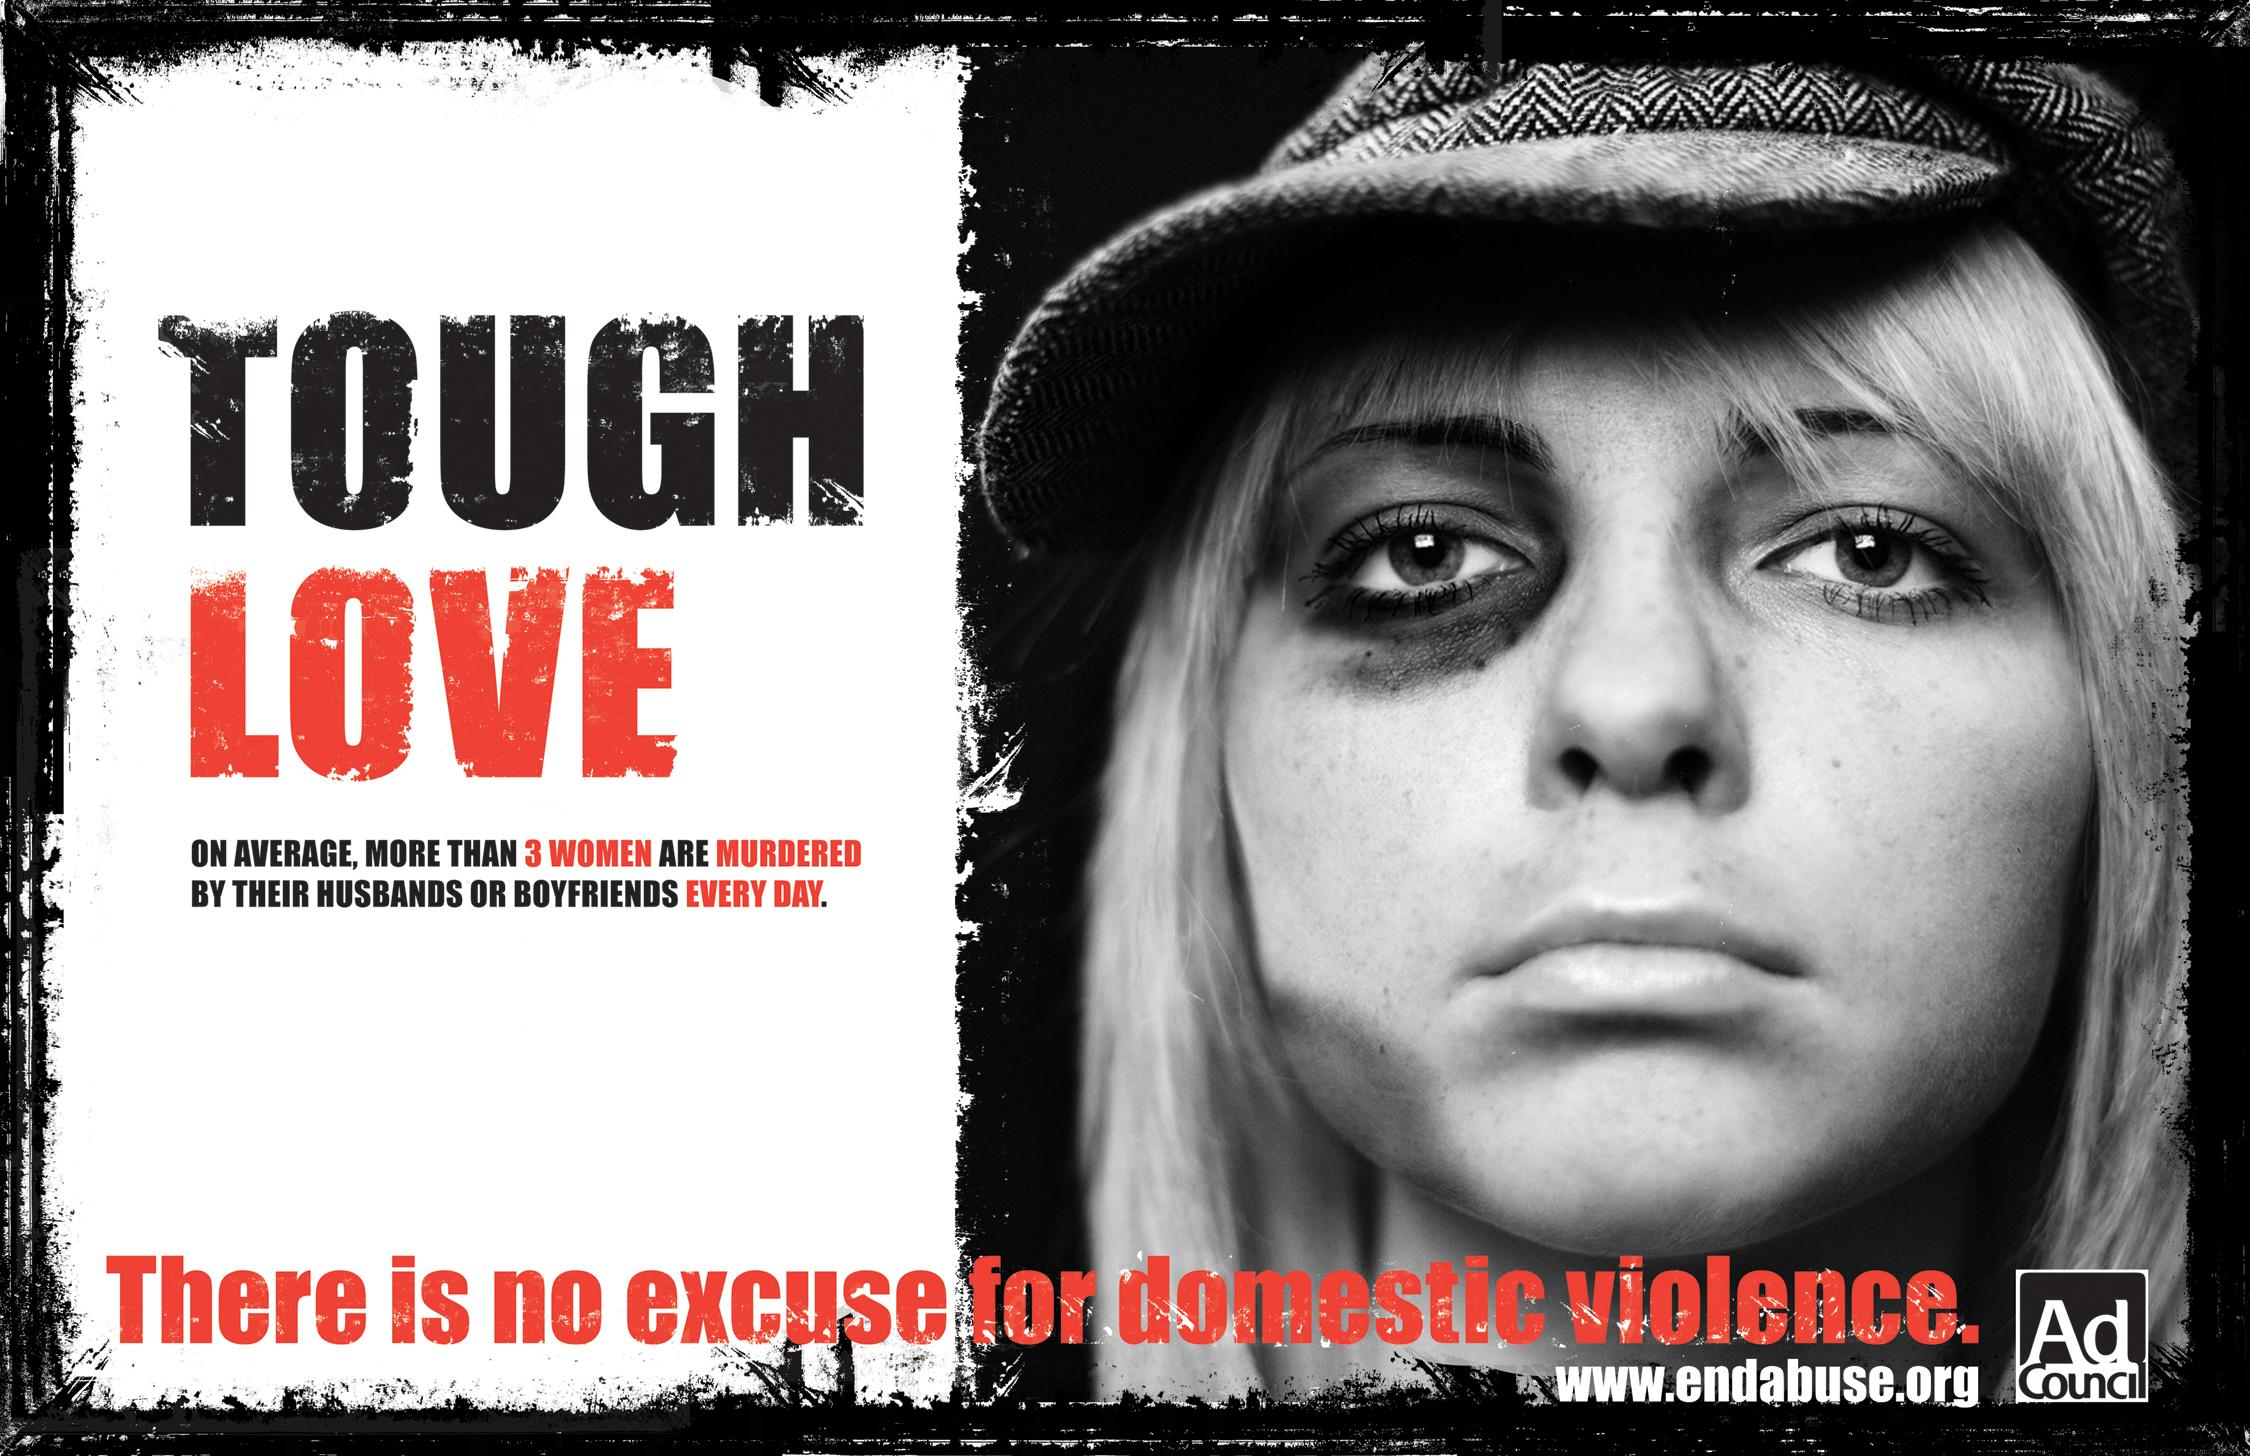 TOUGH
LOVE
ON AVERAGE, MORE THAN 3 WOMEN ARE MURDERED
BY THEIR HUSBANDS OR BOYFRIENDS EVERY DAY.
There is no excuse for domestic violence.
www.endabuse.org
Ad
Council